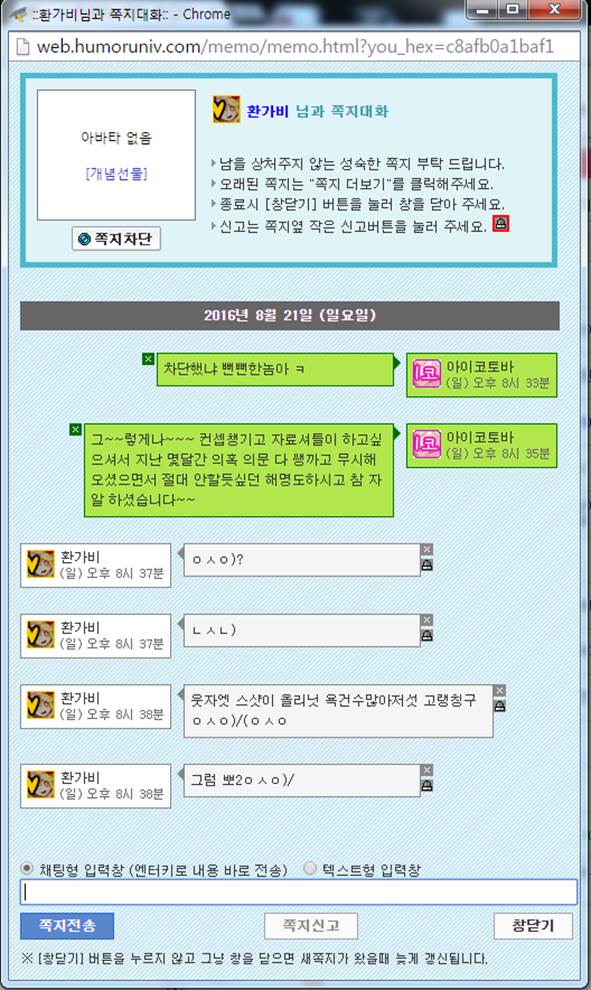 ::환가비님과 쪽지대화:: - Chrome
web.humoruniv.com/memo/memo.html?you_hex=c8afb0a1baf1
환가비 님과 쪽지대화
아바타 없음
[개념선물]
쪽지차단
남을 상처주지 않는 성숙한 쪽지 부탁 드립니다.
오래된 쪽지는 "쪽지 더보기"를 클릭해주세요.
종료시 [창닫기] 버튼을 눌러 창을 닫아 주세요.
신고는 쪽지옆 작은 신고버튼을 눌러 주세요.
2016년 8월 21일 (일요일)
차단했냐 뻔뻔한놈아 ㅋ
아이코토바
(일) 오후 8시 33분
그~~렇게나~~~ 컨셉챙기고 자료셔틀이 하고싶
으셔서 지난 몇달간 의혹 의문 다 쌩까고 무시해
오셨으면서 절대 안할듯싶던 해명도하시고 참 자
알 하셨습니다~~
아이코토바
(일) 오후 8시 35분
환가비
(일) 오후 8시 37분
ㅇㅅㅇ)?
환가비
(일) 오후 8시 37분
ㄴㅅㄴ)
환가비
(일) 오후 8시 38분
웃자엣 스샷이 올리넛 욕건수많아저섯 고랭칭구
ㅇㅅㅇ)/(ㅇㅅㅇ
환가비
(일) 오후 8시 38분
그럼 뽀2ㅇㅅㅇ)/
채팅형 입력창 (엔터키로 내용 바로 전송) 텍스트형 입력창
쪽지전송 쪽지신고 창닫기
※ [창닫기] 버튼을 누르지 않고 그냥 창을 닫으면 새쪽지가 왔을때 늦게 갱신됩니다.